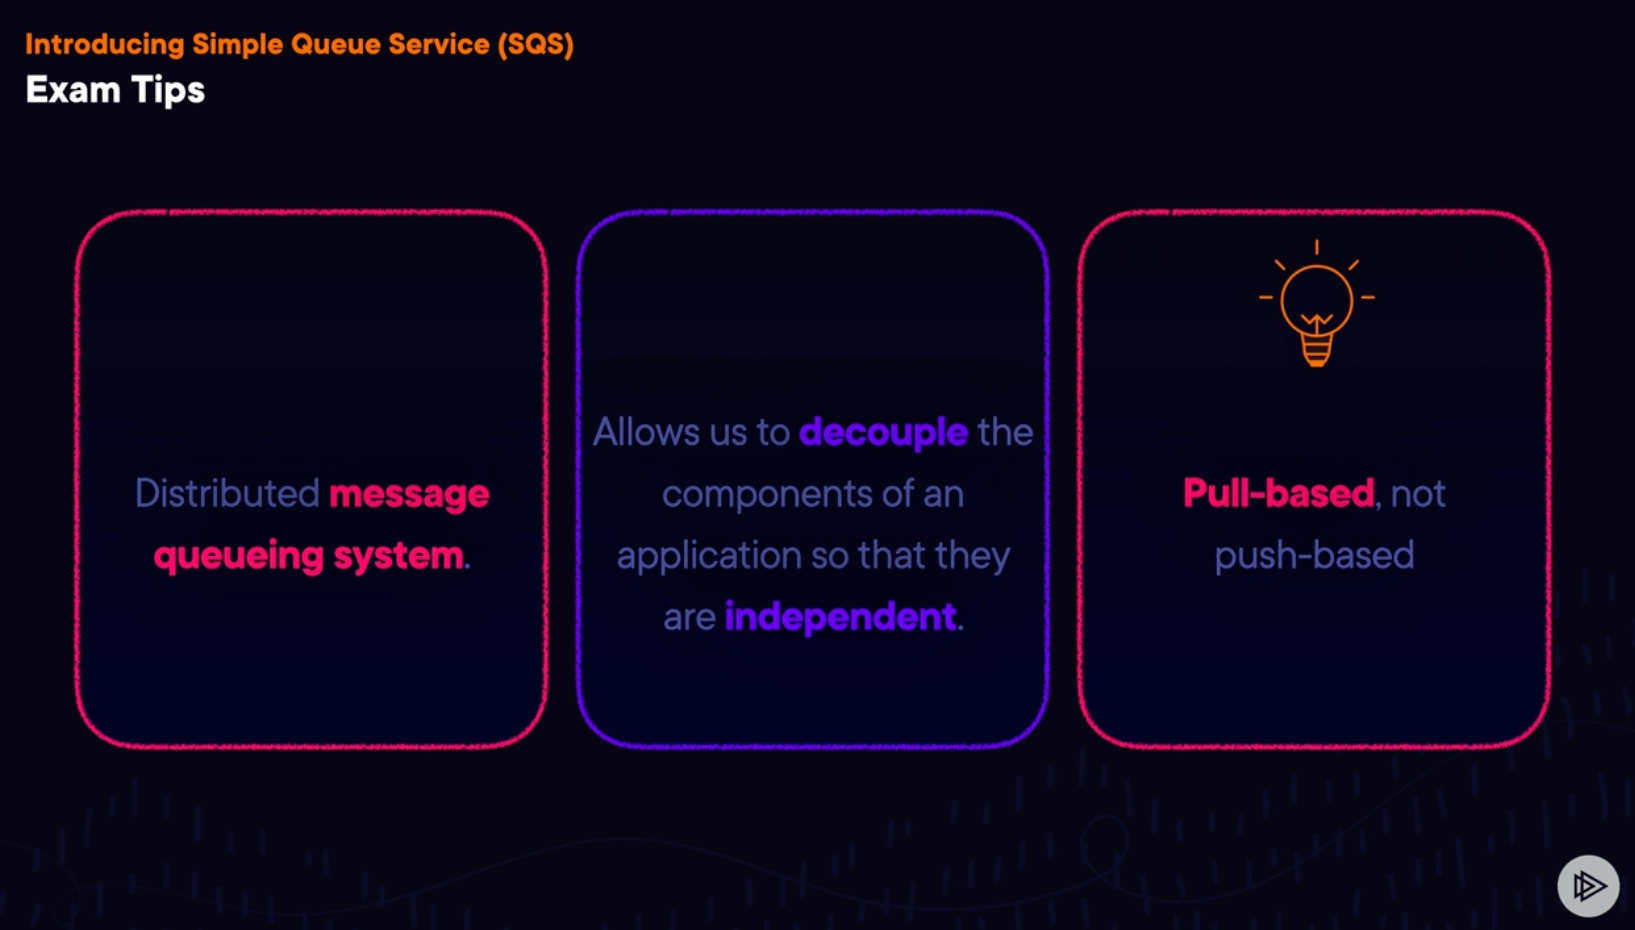 Introducing Simple Queue Service (SQS)
Exam Tips
Distributed message
queueing system.
Allows us to decouple the
components of an
application so that they
are independent.
Pull-based, not
push-based